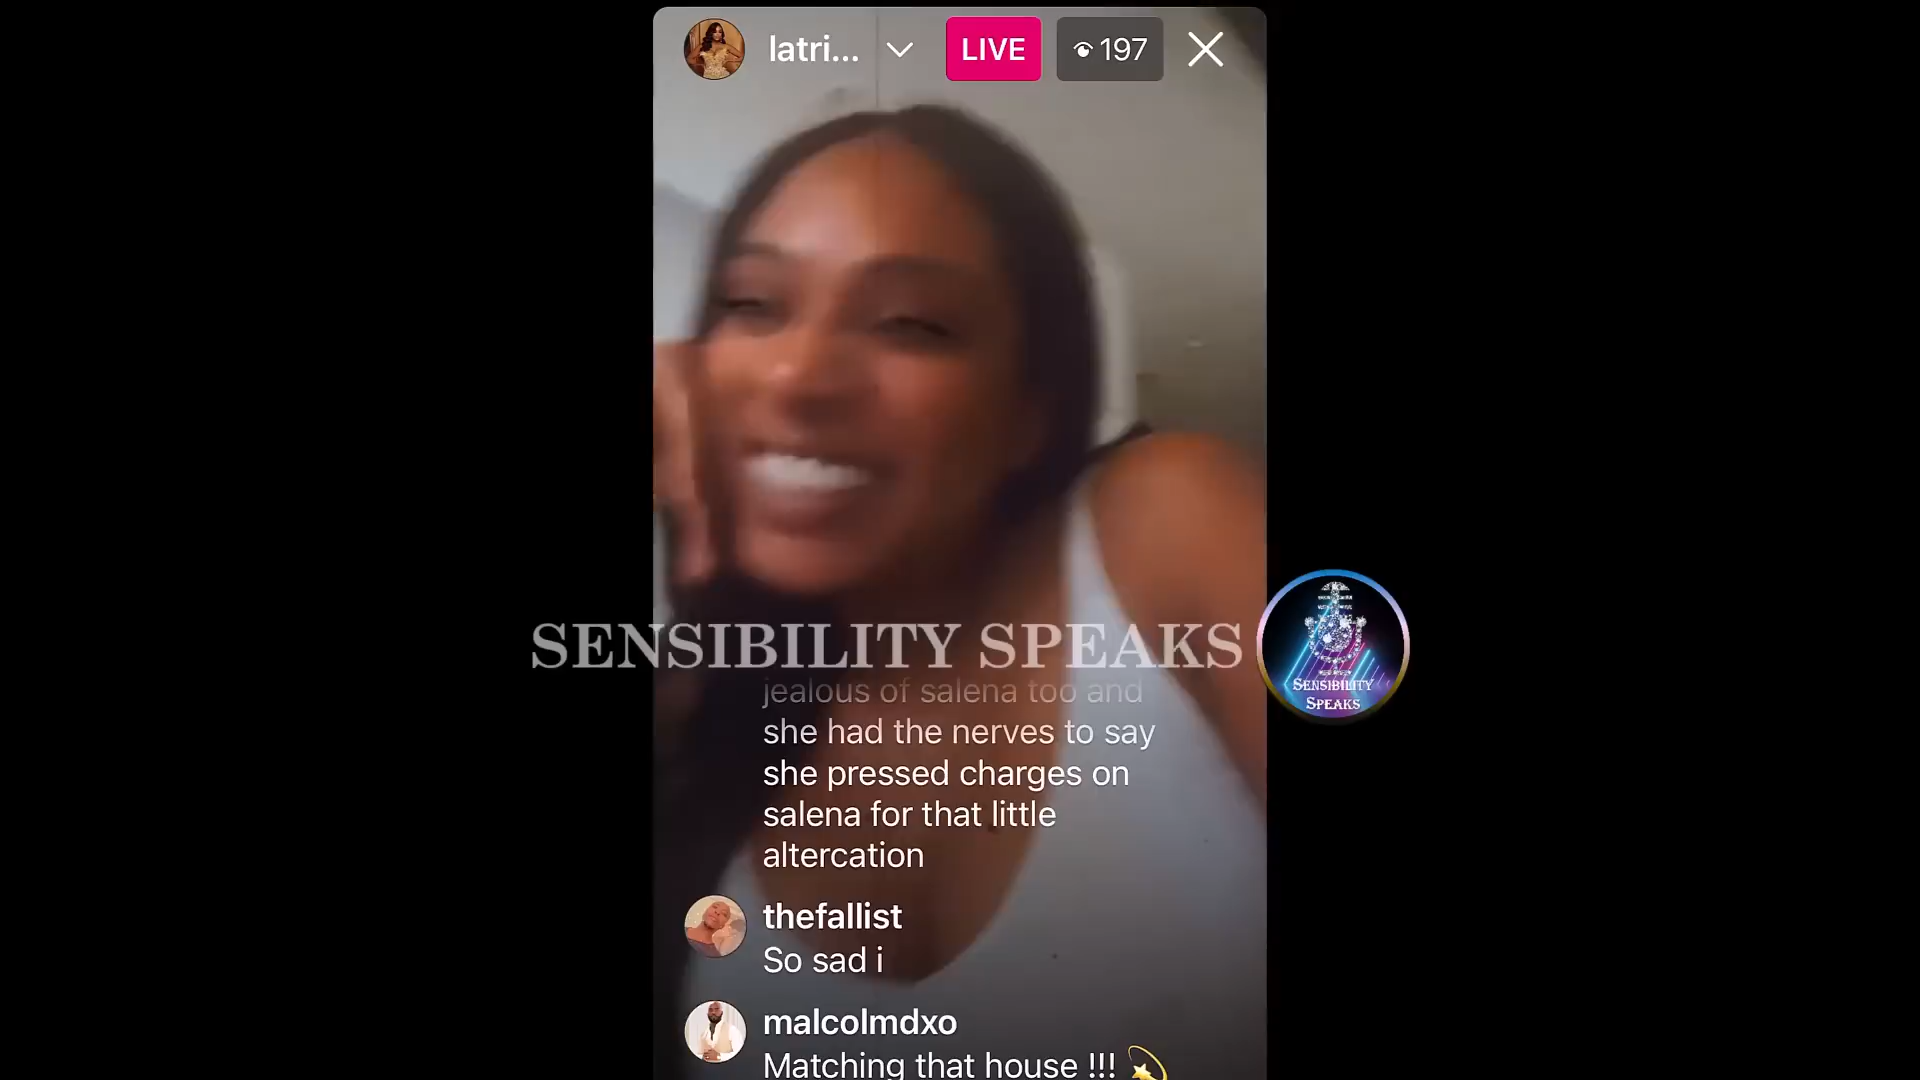 latri...
LIVE
197
SENSIBILITY SPEAKS
jealous of salena too and
she had the nerves to say
she pressed charges on
salena for that little
altercation
SENSIBILITY
SPEAKS
thefallist
So sad i
malcolmdxo
Matching that house !!! 💫